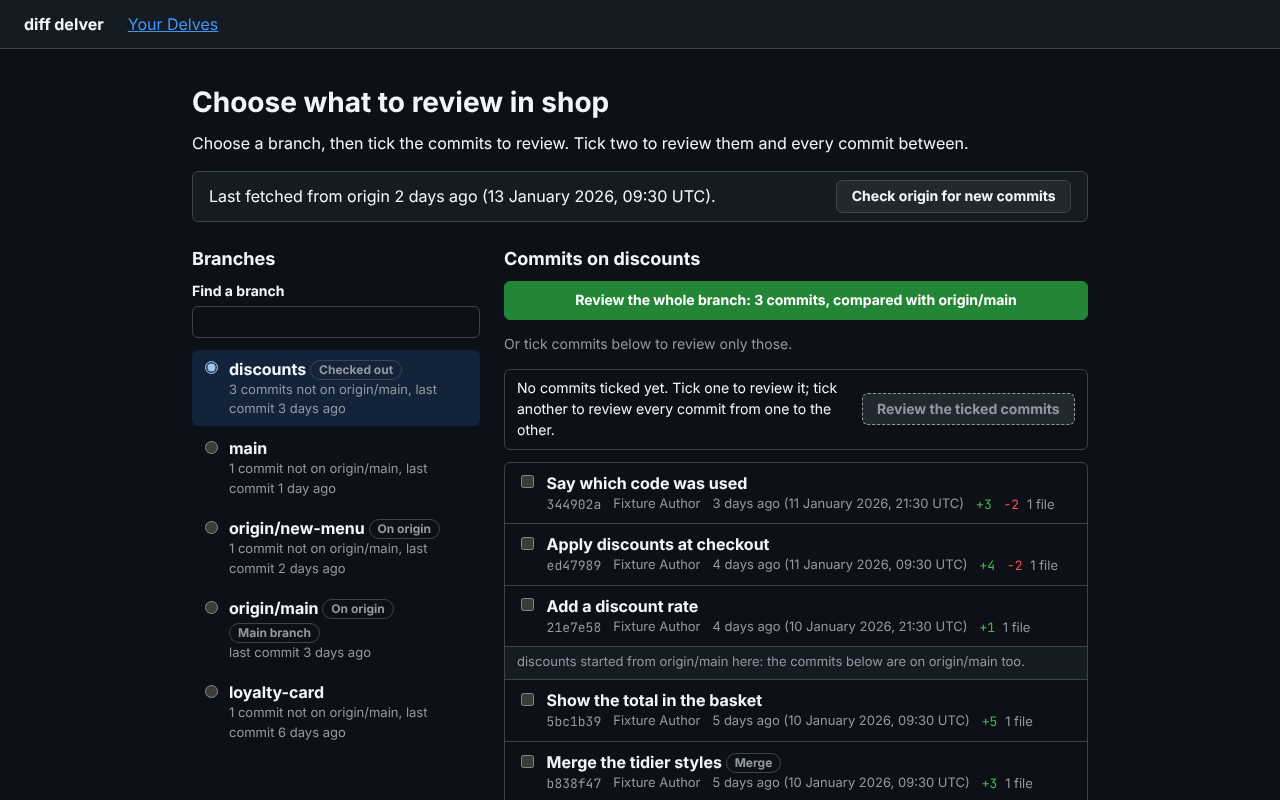 diff delver
Your Delves
Choose what to review in shop
Choose a branch, then tick the commits to review. Tick two to review them and every commit between.
Last fetched from origin 2 days ago (13 January 2026, 09:30 UTC).
Check origin for new commits
Branches
Find a branch
discounts Checked out
3 commits not on origin/main, last
commit 3 days ago
main
1 commit not on origin/main, last
commit 1 day ago
origin/new-menu On origin
1 commit not on origin/main, last
commit 2 days ago
origin/main On origin
Main branch
last commit 3 days ago
loyalty-card
1 commit not on origin/main, last
commit 6 days ago
Commits on discounts
Review the whole branch: 3 commits, compared with origin/main
Or tick commits below to review only those.
No commits ticked yet. Tick one to review it; tick
another to review every commit from one to the
other.
Review the ticked commits
Say which code was used
344902a Fixture Author 3 days ago (11 January 2026, 21:30 UTC) +3 -2 1 file
Apply discounts at checkout
ed47989 Fixture Author 4 days ago (11 January 2026, 09:30 UTC) +4 -2 1 file
Add a discount rate
21e7e58 Fixture Author 4 days ago (10 January 2026, 21:30 UTC) +1 1 file
discounts started from origin/main here: the commits below are on origin/main too.
Show the total in the basket
5bc1b39 Fixture Author 5 days ago (10 January 2026, 09:30 UTC) +5 1 file
Merge the tidier styles Merge
b838f47 Fixture Author 5 days ago (10 January 2026, 09:30 UTC) +3 1 file